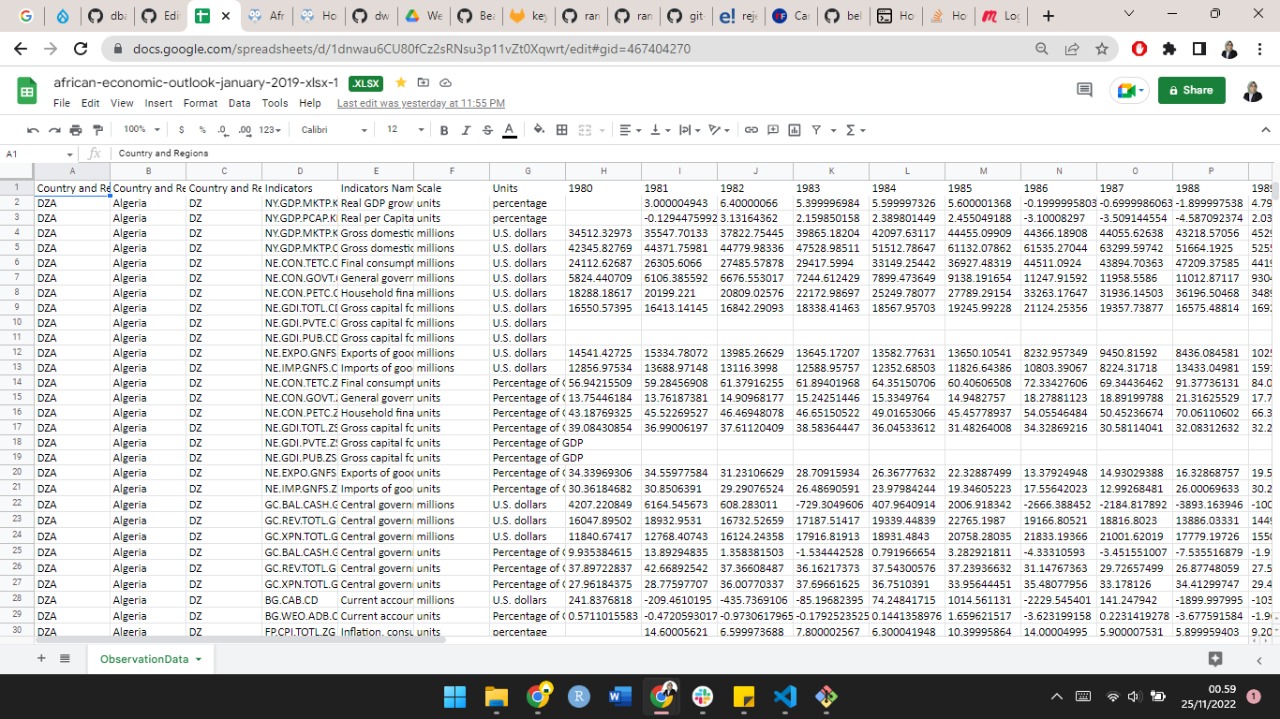 dba
Edi
Afr
Ho
dw
We
Bea
key
ran
ran
git
reje
Ca
bel
Ho
Ho
Log
docs.google.com/spreadsheets/d/1dnwau6CU80fCz2sRNsu3p11vZt0Xqwrt/edit#gid=467404270
african-economic-outlook-january-2019-xlsx-1 .XLSX
File Edit View Insert Format Data Tools Help Last edit was yesterday at 11:55 PM
Share
100% $ % .0 .00 123 Calibri 12 B I S A
A1 fx Country and Regions
A B C D E F G H I J K L M N O P
1 Country and Re Country and Re Country and Re Indicators Indicators Nam Scale Units 1980 1981 1982 1983 1984 1985 1986 1987 1988 1989
2 DZA Algeria DZ NY.GDP.MKTP.K Real GDP grow units percentage 3.000004943 6.40000066 5.399996984 5.599997326 5.600001368 -0.1999995803 -0.6999986063 -1.899997538 4.79
3 DZA Algeria DZ NY.GDP.PCAP.K Real per Capita units percentage -0.1294475992 3.13164362 2.159850158 2.389801449 2.455049188 -3.10008297 -3.509144554 -4.587092374 2.03
4 DZA Algeria DZ NY.GDP.MKTP.C Gross domestic millions U.S. dollars 34512.32973 35547.70133 37822.75445 39865.18204 42097.63117 44455.09909 44366.18908 44055.62638 43218.57056 4529
5 DZA Algeria DZ NY.GDP.MKTP.C Gross domestic millions U.S. dollars 42345.82769 44371.75981 44779.98336 47528.98511 51512.78647 61132.07862 61535.27044 63299.59742 51664.1925 525
6 DZA Algeria DZ NE.CON.TETC.C Final consumpt millions U.S. dollars 24112.62687 26305.6066 27485.57878 29417.5994 33149.25442 36927.48319 44511.0924 43894.70363 47209.37585 441
7 DZA Algeria DZ NE.CON.GOVT.C General govern millions U.S. dollars 5824.440709 6106.385592 6676.553017 7244.612429 7899.473649 9138.191654 11247.91592 11958.5586 11012.87117 9304
8 DZA Algeria DZ NE.CON.PETC.C Household fina millions U.S. dollars 18288.18617 20199.221 20809.02576 22172.98697 25249.78077 27789.29154 33263.17647 31936.14503 36196.50468 348
9 DZA Algeria DZ NE.GDI.TOTL.CD Gross capital fo millions U.S. dollars 16550.57395 16413.14145 16842.29093 18338.41463 18567.95703 19245.99228 21124.25356 19357.73877 16575.48814 169
10 DZA Algeria DZ NE.GDI.PVTE.C Gross capital fo millions U.S. dollars
11 DZA Algeria DZ NE.GDI.PUB.CD Gross capital fo millions U.S. dollars
12 DZA Algeria DZ NE.EXPO.GNFS Exports of good millions U.S. dollars 14541.42725 15334.78072 13985.26629 13645.17207 13582.77631 13650.10541 8232.957349 9450.81592 8436.084581 102
13 DZA Algeria DZ NE.IMP.GNFS.C Imports of good millions U.S. dollars 12856.97534 13688.97148 13116.3998 12588.95757 12352.68503 11826.64386 10803.39067 8224.31718 13433.04981 159
14 DZA Algeria DZ NE.CON.TETC.Z Final consumpt units Percentage of G 56.94215509 59.28456908 61.37916255 61.89401968 64.35150706 60.40606508 72.33427606 69.34436462 91.37736131 84.0
15 DZA Algeria DZ NE.CON.GOVT.Z General govern units Percentage of G 13.75446184 13.76187381 14.90968177 15.24251446 15.3349764 14.9482757 18.27881123 18.89199788 21.31625529 17.7
16 DZA Algeria DZ NE.CON.PETC.Z Household fina units Percentage of G 43.18769325 45.52269527 46.46948078 46.65150522 49.01653066 45.45778937 54.05546484 50.45236674 70.06110602 66.3
17 DZA Algeria DZ NE.GDI.TOTL.ZS Gross capital fo units Percentage of G 39.08430854 36.99006197 37.61120409 38.58364447 36.04533612 31.48264008 34.32869216 30.58114041 32.08312632 32.2
18 DZA Algeria DZ NE.GDI.PVTE.ZS Gross capital fo units Percentage of GDP
19 DZA Algeria DZ NE.GDI.PUB.ZS Gross capital fo units Percentage of GDP
20 DZA Algeria DZ NE.EXPO.GNFS Exports of good units Percentage of G 34.33969306 34.55977584 31.23106629 28.70915934 26.36777632 22.32887499 13.37924948 14.93029388 16.32868757 19.5
21 DZA Algeria DZ NE.IMP.GNFS.Z Imports of good units Percentage of G 30.36184682 30.8506391 29.29076524 26.48690591 23.97984244 19.34605223 17.55642023 12.99268481 26.00069633 30.2
22 DZA Algeria DZ GC.BAL.CASH.G Central govern millions U.S. dollars 4207.220849 6164.545673 608.283011 -729.3049606 407.9640914 2006.918342 -2666.388452 -2184.817892 -3893.163946 -100
23 DZA Algeria DZ GC.REV.TOTL.G Central govern millions U.S. dollars 16047.89502 18932.9531 16732.52659 17187.51417 19339.44839 22765.1987 19166.80521 18816.8023 13886.03331 144
24 DZA Algeria DZ GC.XPN.TOTL.G Central govern millions U.S. dollars 11840.67417 12768.40743 16124.24358 17916.81913 18931.4843 20758.28035 21833.19366 21001.62019 17779.19726 155
25 DZA Algeria DZ GC.BAL.CASH.G Central govern units Percentage of G 9.935384615 13.89294835 1.358381503 -1.534442528 0.791966654 3.282921811 -4.33310593 -3.451551007 -7.535516879 -1.9
26 DZA Algeria DZ GC.REV.TOTL.G Central govern units Percentage of G 37.89722837 42.66892542 37.36608487 36.16217373 37.54300576 37.23936632 31.14767363 29.72657499 26.87748059 27.5
27 DZA Algeria DZ GC.XPN.TOTL.G Central govern units Percentage of G 27.96184375 28.77597707 36.00770337 37.69661625 36.7510391 33.95644451 35.48077956 33.178126 34.41299747 29.4
28 DZA Algeria DZ BG.CAB.CD Current accour millions U.S. dollars 241.8376818 -209.4610195 -435.7369106 -85.19682395 74.24841715 1014.561131 -2229.545401 141.247942 -1899.997995 -103
29 DZA Algeria DZ BG.WEO.ADB.C Current accour units Percentage of G 0.5711015583 -0.4720593017 -0.9730617965 -0.1792523525 0.1441358976 1.659621517 -3.623199158 0.2231419278 -3.677591584 -1.9
30 DZA Algeria DZ FP.CPI.TOTL.ZG Inflation, consu units percentage 14.60005621 6.599973688 7.800002567 6.300041948 10.39995864 14.00004995 5.900007531 5.899959403 9.20
ObservationData
00.59
25/11/2022
1